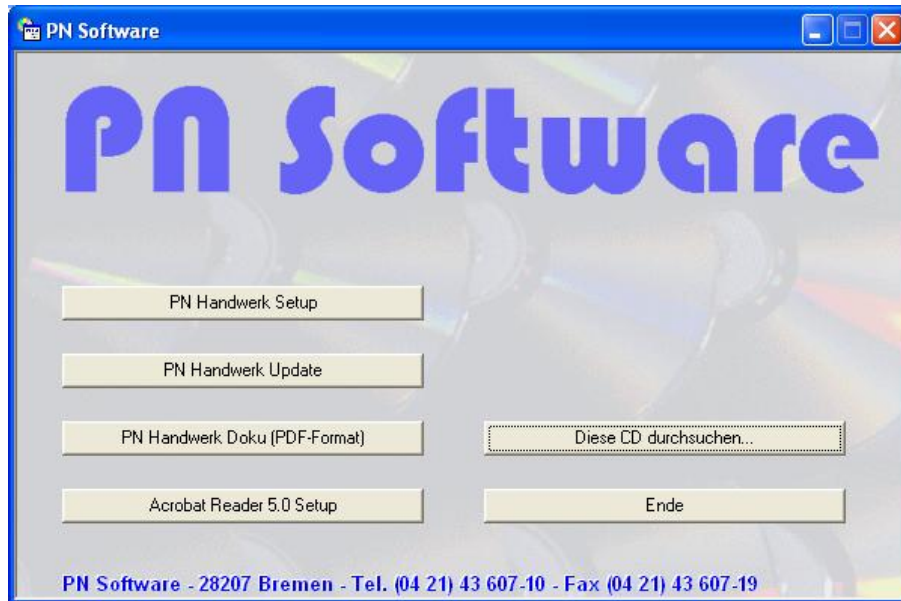 PN Software
PN Software
PN Handwerk Setup
PN Handwerk Update
PN Handwerk Doku (PDF-Format)
Diese CD durchsuchen...
Acrobat Reader 5.0 Setup
Ende
PN Software - 28207 Bremen - Tel. (04 21) 43 607-10 - Fax (04 21) 43 607-19